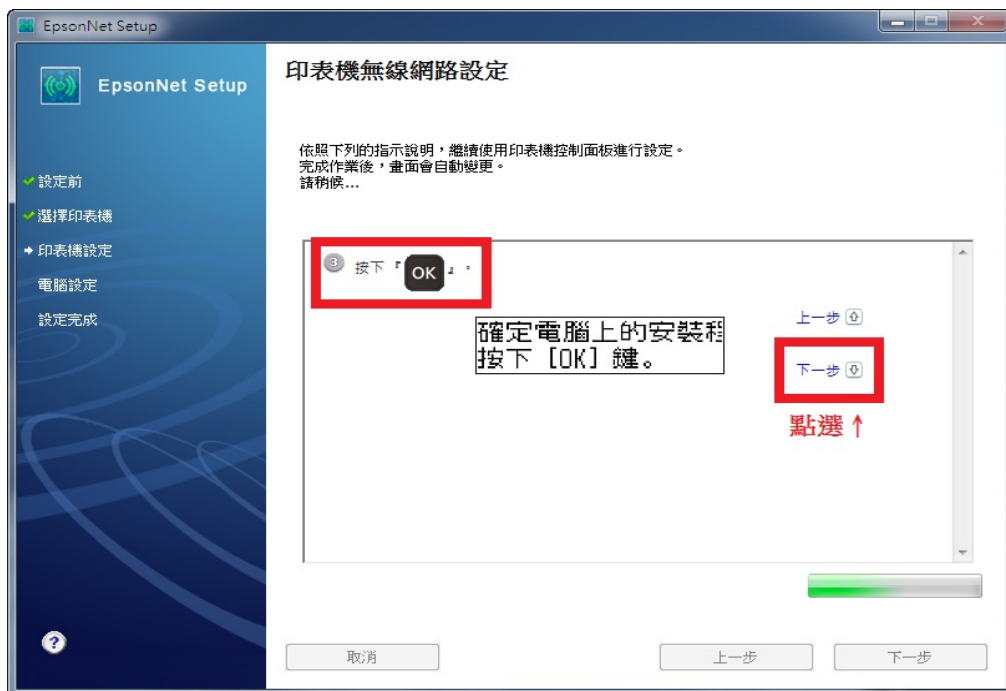 EpsonNet Setup
EpsonNet Setup
設定前
選擇印表機
印表機設定
電腦設定
設定完成
印表機無線網路設定
依照下列的指示說明，繼續使用印表機控制面板進行設定。
完成作業後，畫面會自動變更。
請稍候...
3 按下『OK』。
確定電腦上的安裝程
按下 [OK] 鍵。
上一步
下一步
點選↑
?
取消
上一步
下一步